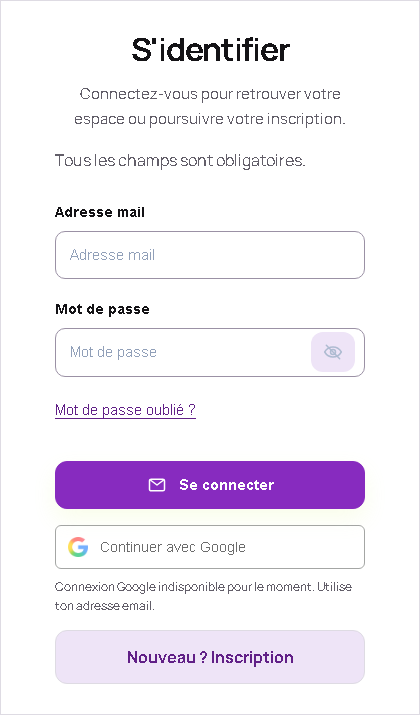 S'identifier
Connectez-vous pour retrouver votre
espace ou poursuivre votre inscription.
Tous les champs sont obligatoires.
Adresse mail
Adresse mail
Mot de passe
Mot de passe
Mot de passe oublié ?
Se connecter
Continuer avec Google
Connexion Google indisponible pour le moment. Utilise
ton adresse email.
Nouveau ? Inscription